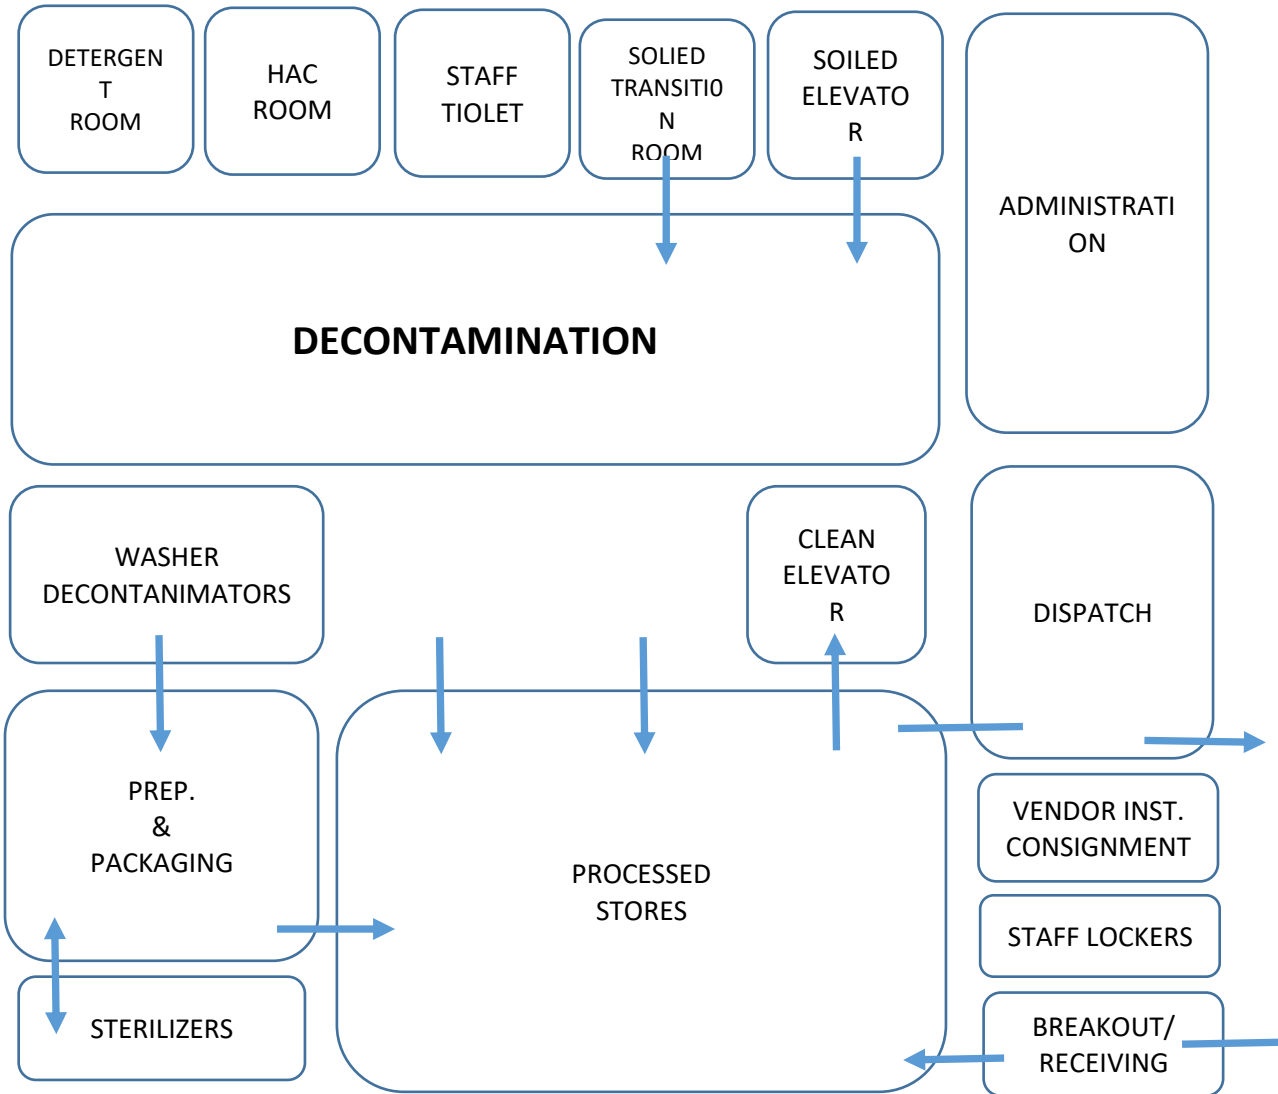 DETERGEN
T
ROOM
HAC
ROOM
STAFF
TIOLET
SOLIED
TRANSITI0
N
ROOM
SOILED
ELEVATO
R
ADMINISTRATI
ON
DECONTAMINATION
WASHER
DECONTANIMATORS
CLEAN
ELEVATO
R
DISPATCH
PREP.
&
PACKAGING
PROCESSED
STORES
VENDOR INST.
CONSIGNMENT
STAFF LOCKERS
STERILIZERS
BREAKOUT/
RECEIVING